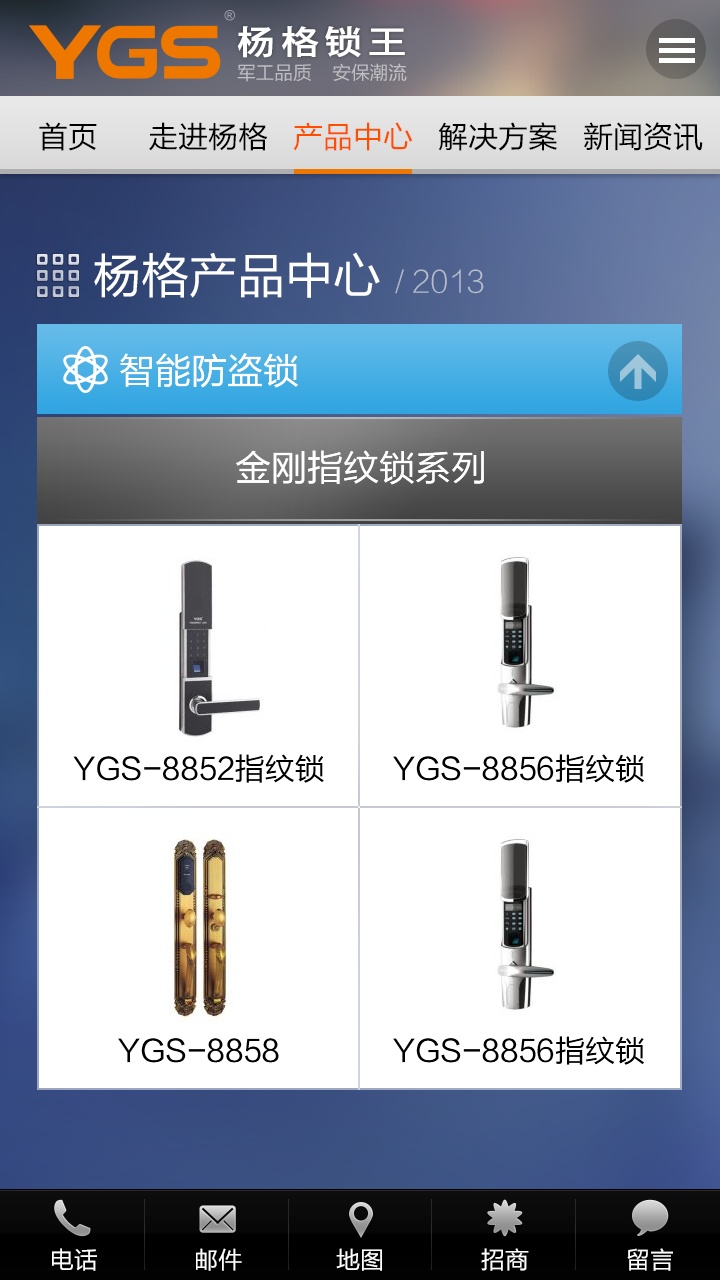 YGS® 杨格锁王
军工品质 安保潮流
首页 走进杨格 产品中心 解决方案 新闻资讯
杨格产品中心 / 2013
智能防盗锁
金刚指纹锁系列
YGS-8852指纹锁 YGS-8856指纹锁
YGS-8858 YGS-8856指纹锁
电话 邮件 地图 招商 留言